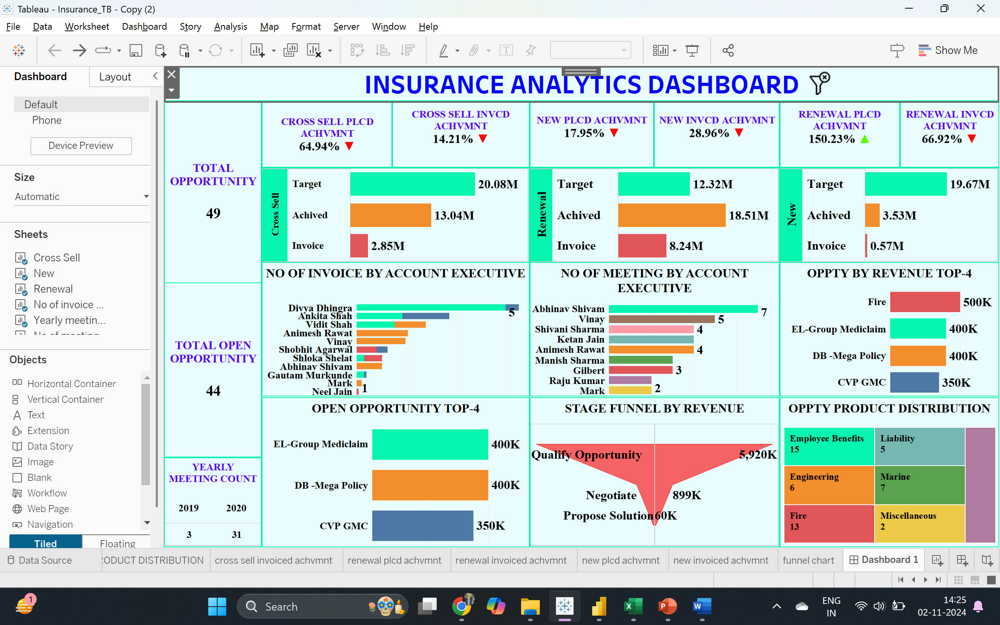 Tableau - Insurance_TB - Copy (2)
File Data Worksheet Dashboard Story Analysis Map Format Server Window Help
Show Me
Dashboard
Layout
Default
Phone
Device Preview
Size
Automatic
Sheets
Cross Sell
New
Renewal
No of invoice ...
Yearly meetin...
Objects
Horizontal Container
Vertical Container
Text
Extension
Data Story
Image
Blank
Workflow
Web Page
Navigation
Tiled
Floating
INSURANCE ANALYTICS DASHBOARD
TOTAL
OPPORTUNITY
49
TOTAL OPEN
OPPORTUNITY
44
YEARLY
MEETING COUNT
2019 2020
3 31
CROSS SELL PLCD
ACHVMNT
64.94% ▼
CROSS SELL INVCD
ACHVMNT
14.21% ▼
NEW PLCD ACHVMNT
17.95% ▼
NEW INVCD ACHVMNT
28.96% ▼
RENEWAL PLCD
ACHVMNT
150.23% ▲
RENEWAL INVCD
ACHVMNT
66.92% ▼
Cross Sell
Target 20.08M
Achived 13.04M
Invoice 2.85M
Renewal
Target 12.32M
Achived 18.51M
Invoice 8.24M
New
Target 19.67M
Achived 3.53M
Invoice 0.57M
NO OF INVOICE BY ACCOUNT EXECUTIVE
Divya Dhingra 5
Ankita Shah
Vidit Shah
Animesh Rawat
Vinay
Shobhit Agarwal
Shloka Shelat
Abhinav Shivam
Gautam Murkunde
Mark 1
Neel Jain
NO OF MEETING BY ACCOUNT
EXECUTIVE
Abhinav Shivam 7
Vinay 5
Shivani Sharma 4
Ketan Jain
Animesh Rawat 4
Manish Sharma
Gilbert 3
Raju Kumar
Mark 2
OPPTY BY REVENUE TOP-4
Fire 500K
EL-Group Mediclaim 400K
DB -Mega Policy 400K
CVP GMC 350K
OPEN OPPORTUNITY TOP-4
EL-Group Mediclaim 400K
DB -Mega Policy 400K
CVP GMC 350K
STAGE FUNNEL BY REVENUE
Qualify Opportunity 5,920K
Negotiate 899K
Propose Solution 60K
OPPTY PRODUCT DISTRIBUTION
Employee Benefits
15
Liability
5
Engineering
6
Marine
7
Fire
13
Miscellaneous
2
Data Source
RODUCT DISTRIBUTION
cross sell invoiced achvmnt
renewal plcd achvmnt
renewal invoiced achvmnt
new plcd achvmnt
new invoiced achvmnt
funnel chart
Dashboard 1
1
Search
ENG
IN
14:25
02-11-2024